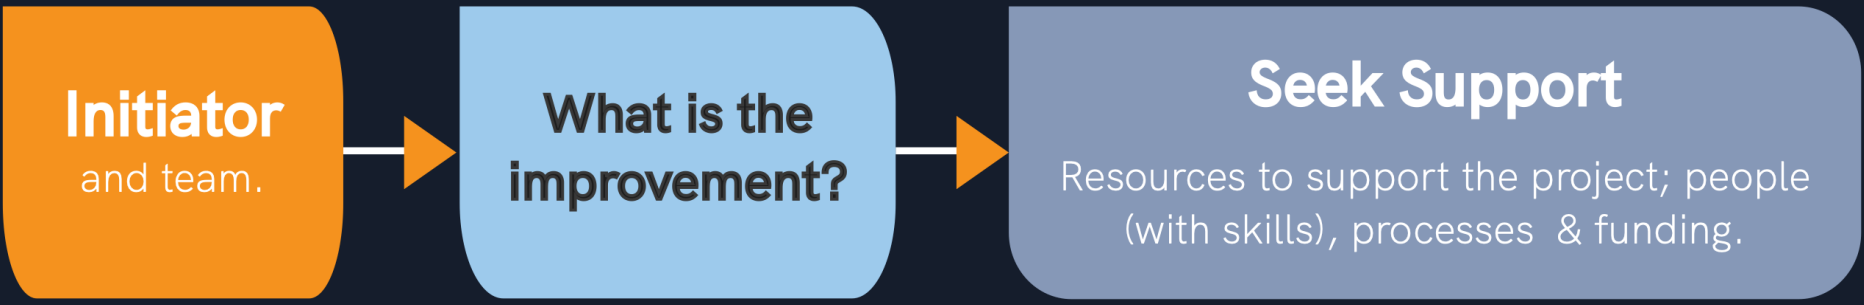 Initiator
and team.
What is the
improvement?
Seek Support
Resources to support the project; people
(with skills), processes & funding.